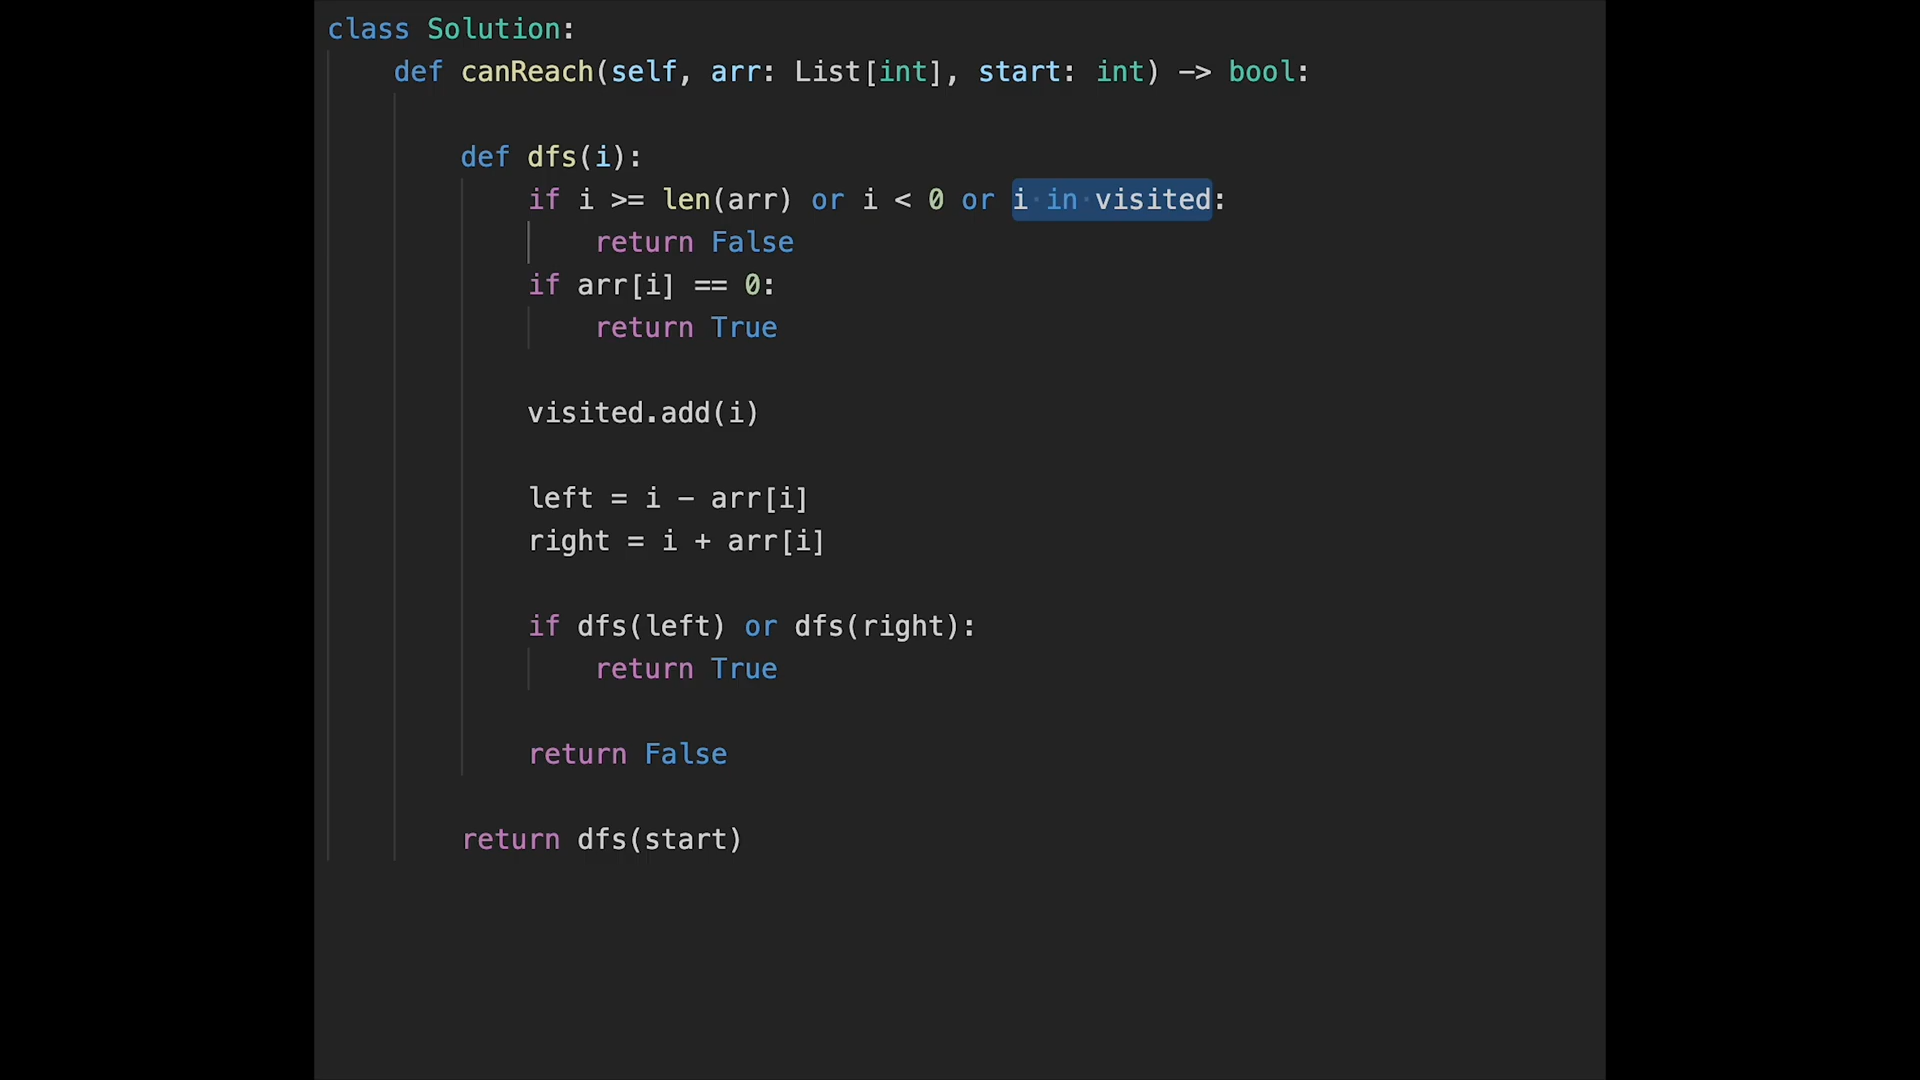 class Solution:
    def canReach(self, arr: List[int], start: int) -> bool:

        def dfs(i):
            if i >= len(arr) or i < 0 or i in visited:
                return False
            if arr[i] == 0:
                return True

            visited.add(i)

            left = i - arr[i]
            right = i + arr[i]

            if dfs(left) or dfs(right):
                return True

            return False

        return dfs(start)